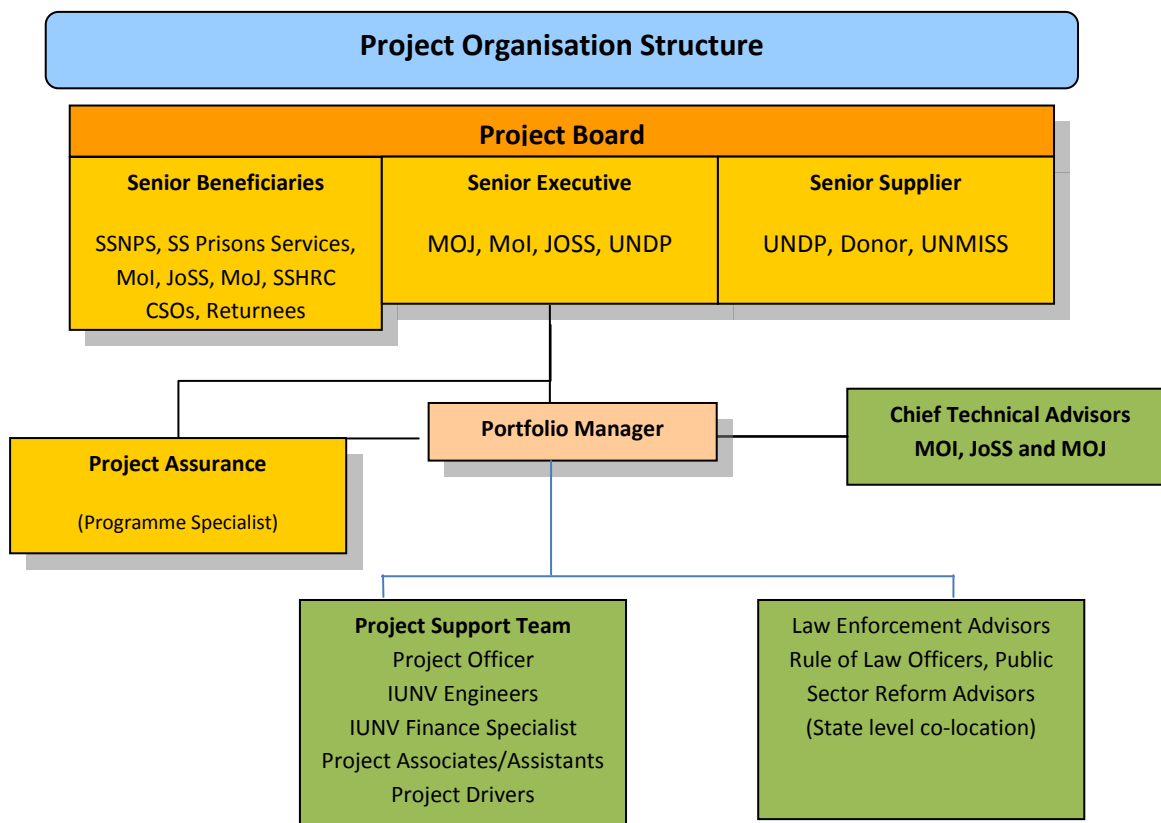 Project Organisation Structure
Project Board
Senior Beneficiaries
SSNPS, SS Prisons Services,
MoI, JoSS, MoJ, SSHRC
CSOs, Returnees
Senior Executive
MOJ, MoI, JOSS, UNDP
Senior Supplier
UNDP, Donor, UNMISS
Portfolio Manager
Chief Technical Advisors
MOI, JoSS and MOJ
Project Assurance
(Programme Specialist)
Project Support Team
Project Officer
IUNV Engineers
IUNV Finance Specialist
Project Associates/Assistants
Project Drivers
Law Enforcement Advisors
Rule of Law Officers, Public
Sector Reform Advisors
(State level co-location)